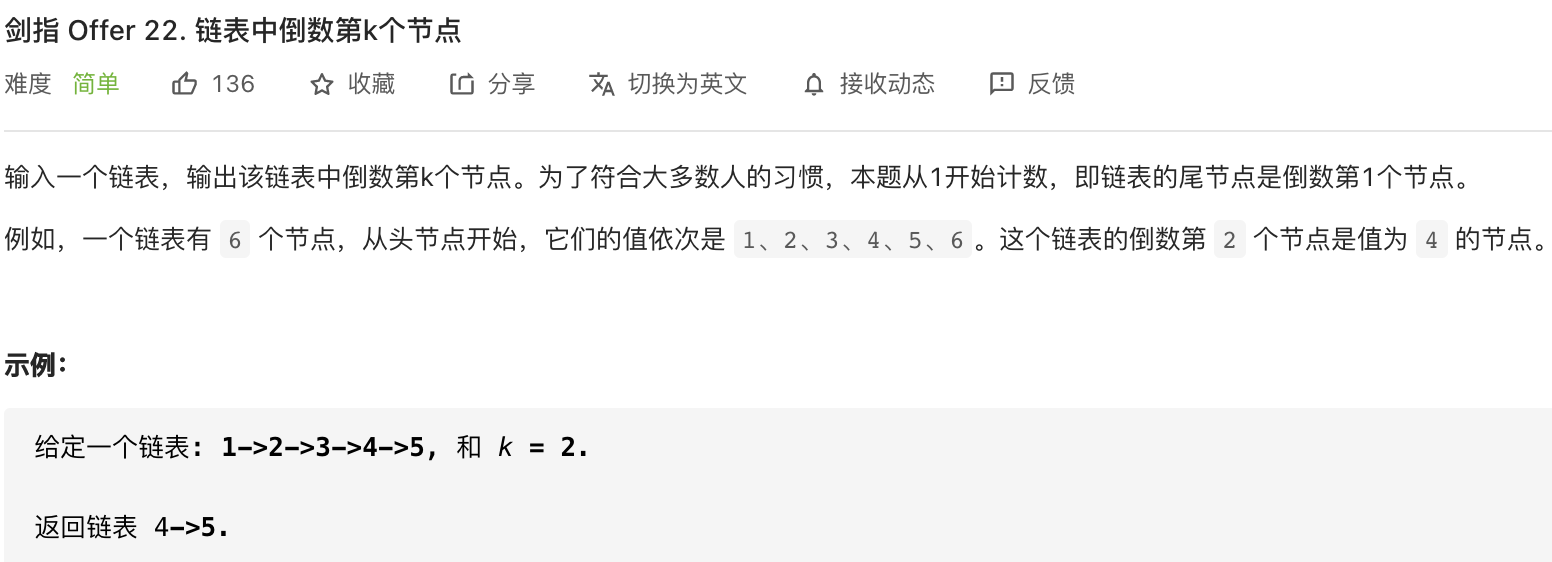 剑指 Offer 22. 链表中倒数第k个节点
难度 简单 136 收藏 分享 切换为英文 接收动态 反馈
输入一个链表，输出该链表中倒数第k个节点。为了符合大多数人的习惯，本题从1开始计数，即链表的尾节点是倒数第1个节点。
例如，一个链表有 6 个节点，从头节点开始，它们的值依次是 1、2、3、4、5、6。这个链表的倒数第 2 个节点是值为 4 的节点。
示例：
给定一个链表: 1->2->3->4->5, 和 k = 2.
返回链表 4->5.